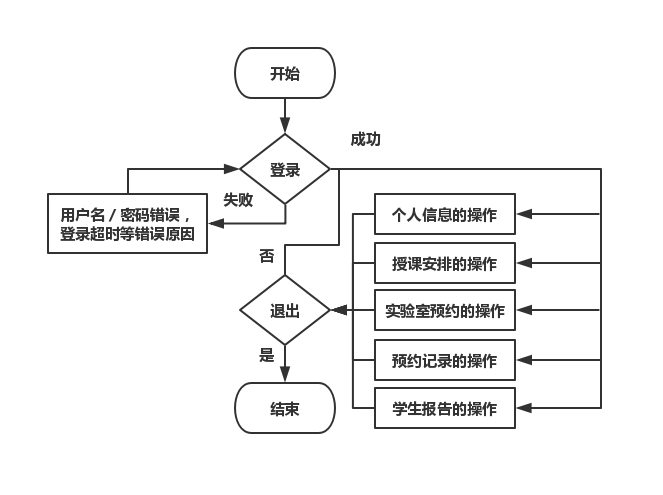 开始
成功
登录
失败
用户名 / 密码错误，
登录超时等错误原因
个人信息的操作
授课安排的操作
否
退出
实验室预约的操作
是
预约记录的操作
结束
学生报告的操作